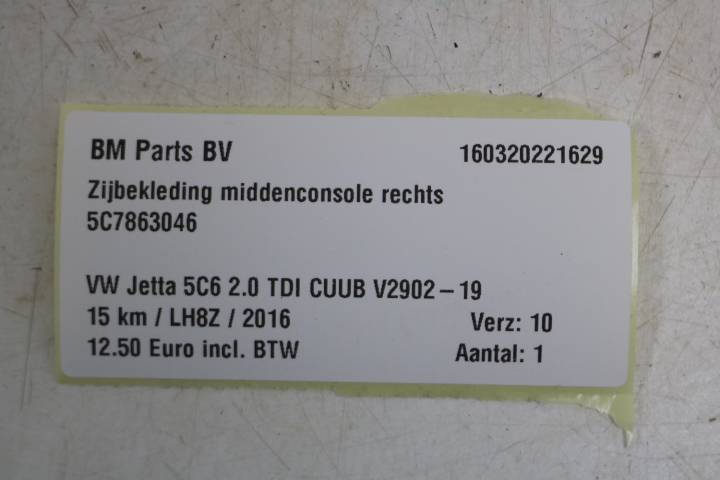 BM Parts BV 160320221629
Zijbekleding middenconsole rechts
5C7863046
VW Jetta 5C6 2.0 TDI CUUB V2902 – 19
15 km / LH8Z / 2016 Verz: 10
12.50 Euro incl. BTW Aantal: 1